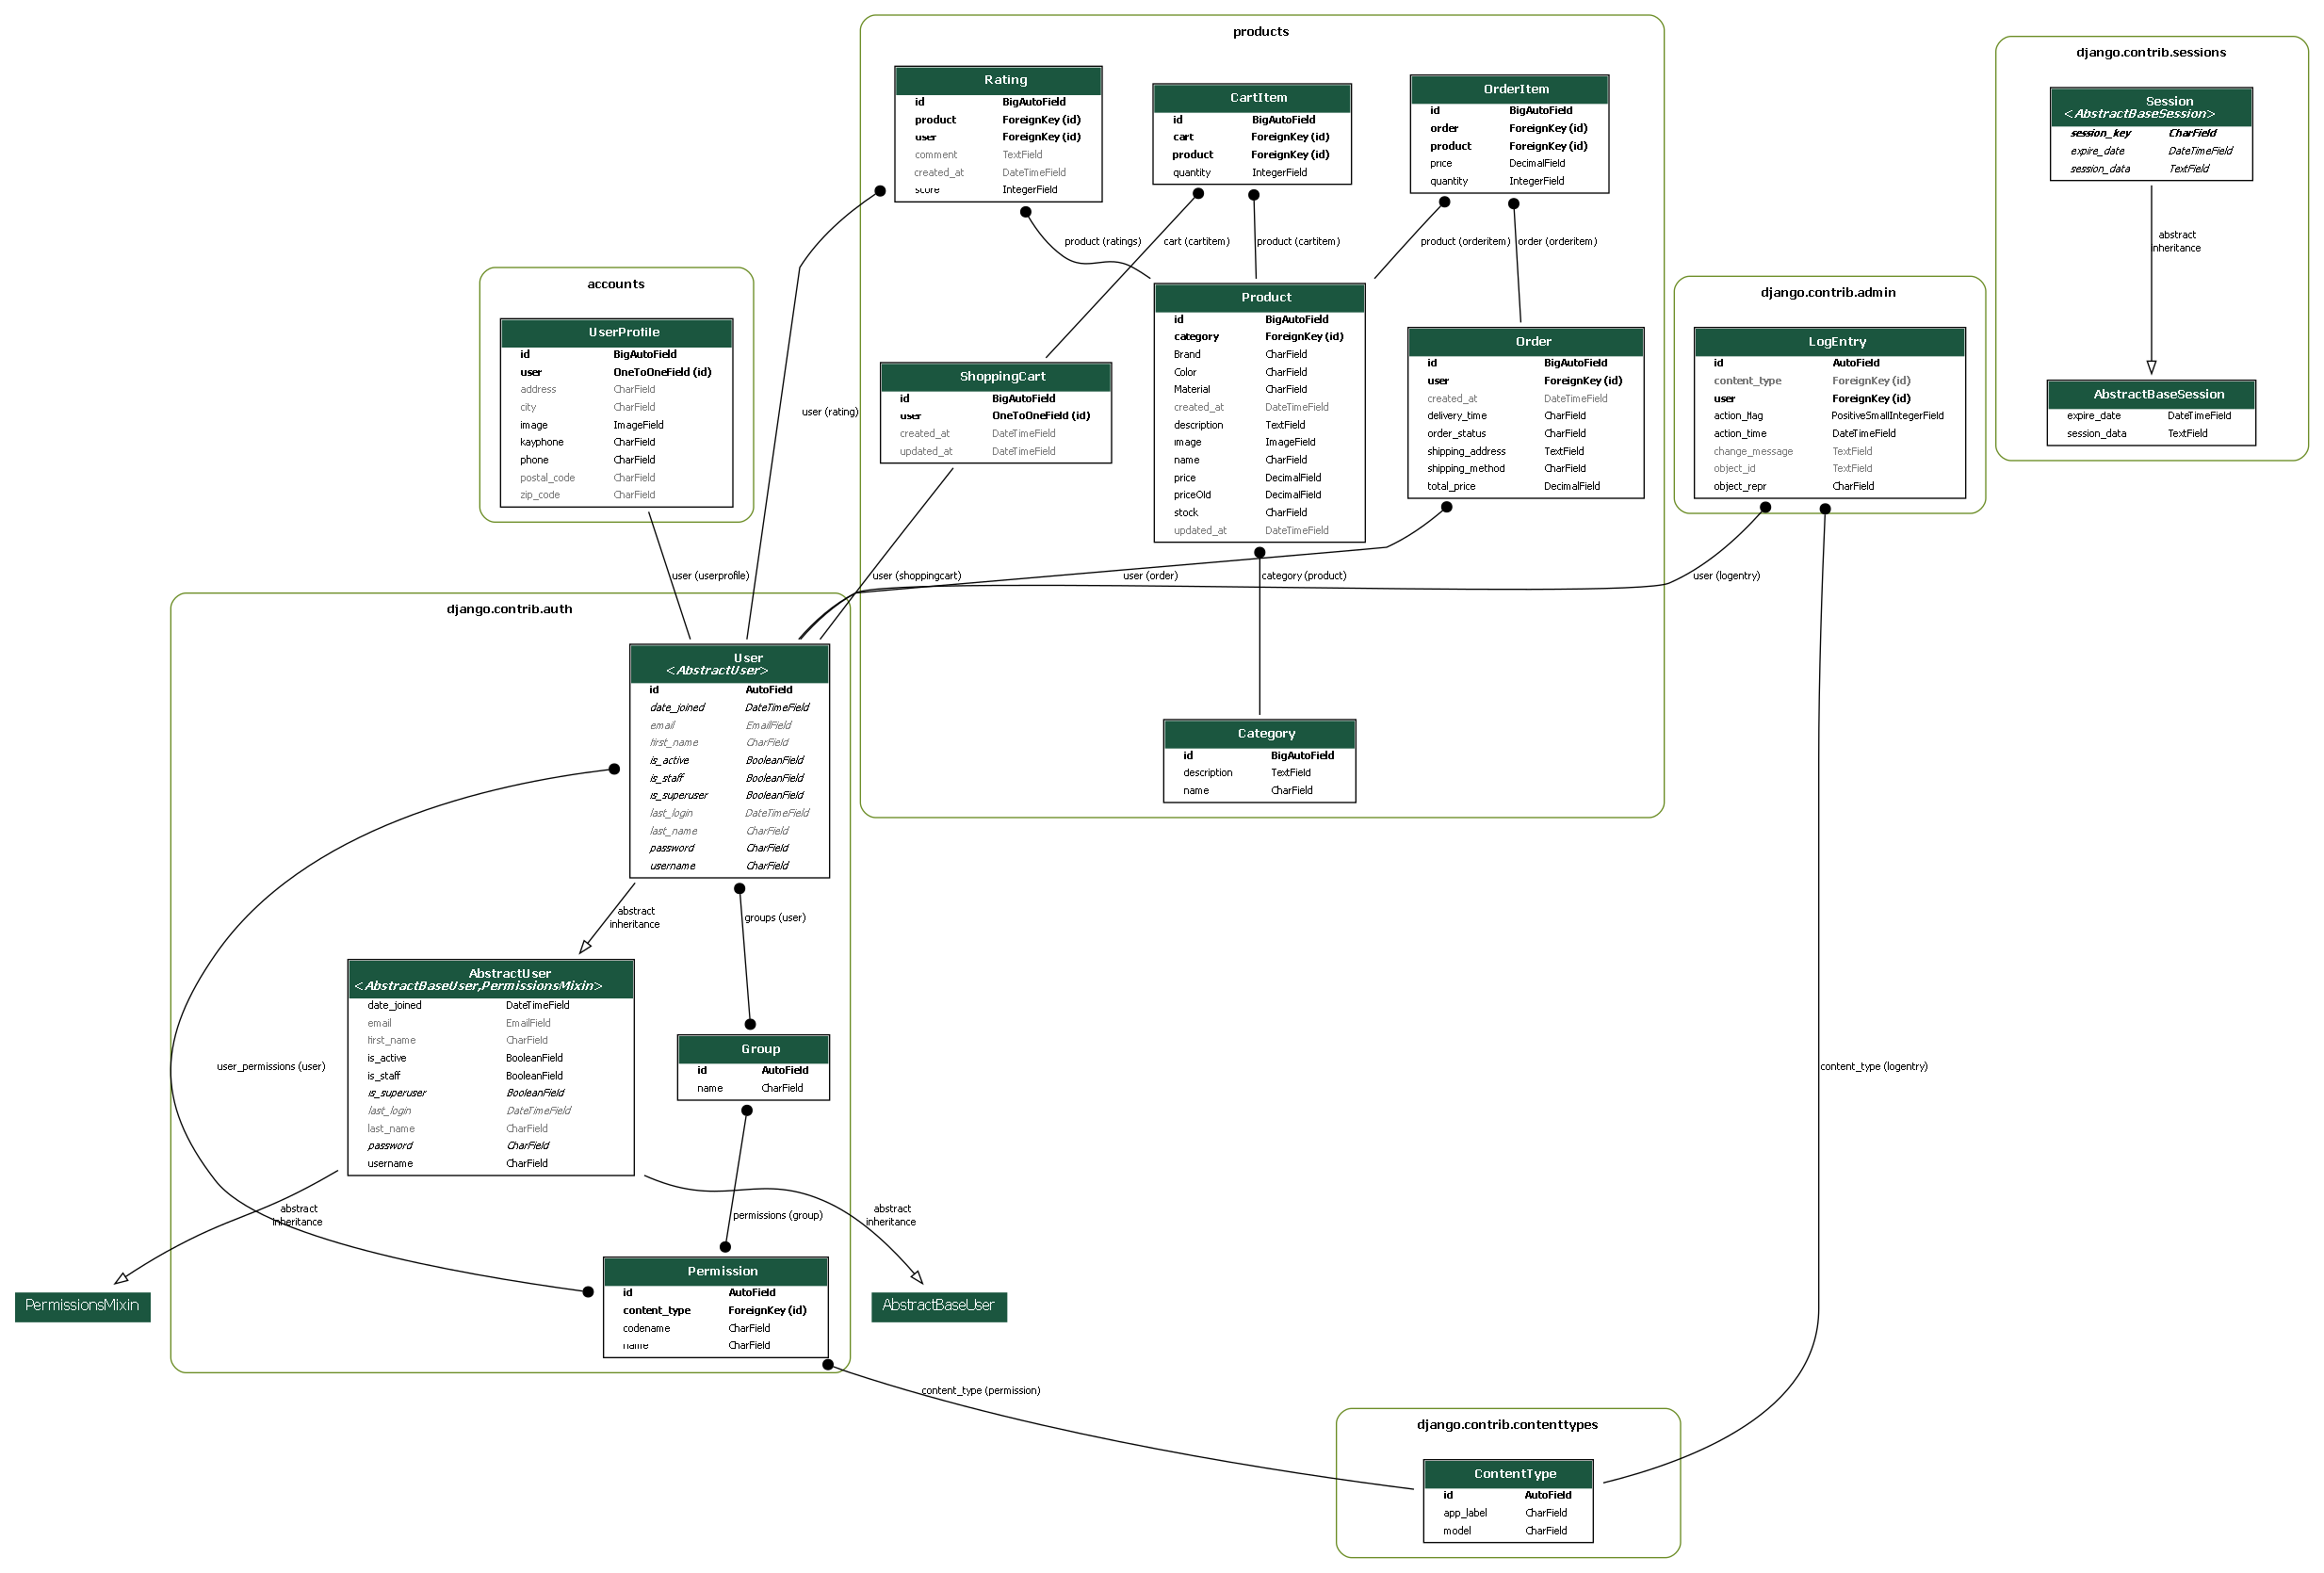 products
Rating
id BigAutoField
product ForeignKey (id)
user ForeignKey (id)
comment TextField
created_at DateTimeField
score IntegerField
CartItem
id BigAutoField
cart ForeignKey (id)
product ForeignKey (id)
quantity IntegerField
OrderItem
id BigAutoField
order ForeignKey (id)
product ForeignKey (id)
price DecimalField
quantity IntegerField
product (ratings)
cart (cartitem)
product (cartitem)
product (orderitem)
order (orderitem)
django.contrib.sessions
Session
<AbstractBaseSession>
session_key CharField
expire_date DateTimeField
session_data TextField
abstract
inheritance
AbstractBaseSession
expire_date DateTimeField
session_data TextField
accounts
UserProfile
id BigAutoField
user OneToOneField (id)
address CharField
city CharField
image ImageField
kayphone CharField
phone CharField
postal_code CharField
zip_code CharField
user (rating)
ShoppingCart
id BigAutoField
user OneToOneField (id)
created_at DateTimeField
updated_at DateTimeField
Product
id BigAutoField
category ForeignKey (id)
Brand CharField
Color CharField
Material CharField
created_at DateTimeField
description TextField
image ImageField
name CharField
price DecimalField
priceOld DecimalField
stock CharField
updated_at DateTimeField
Order
id BigAutoField
user ForeignKey (id)
created_at DateTimeField
delivery_time CharField
order_status CharField
shipping_address TextField
shipping_method CharField
total_price DecimalField
django.contrib.admin
LogEntry
id AutoField
content_type ForeignKey (id)
user ForeignKey (id)
action_flag PositiveSmallIntegerField
action_time DateTimeField
change_message TextField
object_id TextField
object_repr CharField
user (userprofile)
user (shoppingcart)
user (order)
category (product)
user (logentry)
django.contrib.auth
User
<AbstractUser>
id AutoField
date_joined DateTimeField
email EmailField
first_name CharField
is_active BooleanField
is_staff BooleanField
is_superuser BooleanField
last_login DateTimeField
last_name CharField
password CharField
username CharField
Category
id BigAutoField
description TextField
name CharField
abstract
inheritance
groups (user)
AbstractUser
<AbstractBaseUser,PermissionsMixin>
date_joined DateTimeField
email EmailField
first_name CharField
is_active BooleanField
is_staff BooleanField
is_superuser BooleanField
last_login DateTimeField
last_name CharField
password CharField
username CharField
Group
id AutoField
name CharField
user_permissions (user)
content_type (logentry)
abstract
inheritance
permissions (group)
abstract
inheritance
PermissionsMixin
Permission
id AutoField
content_type ForeignKey (id)
codename CharField
name CharField
AbstractBaseUser
content_type (permission)
django.contrib.contenttypes
ContentType
id AutoField
app_label CharField
model CharField